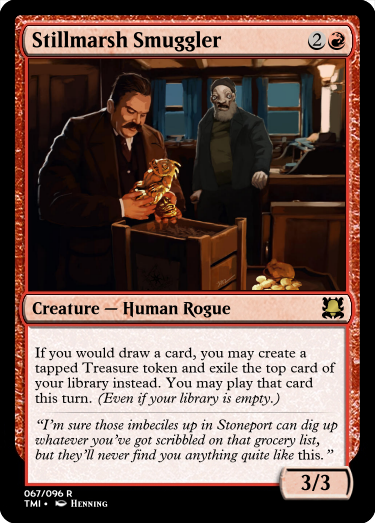 Stillmarsh Smuggler 2
Creature — Human Rogue
If you would draw a card, you may create a
tapped Treasure token and exile the top card of
your library instead. You may play that card
this turn. (Even if your library is empty.)
“I’m sure those imbeciles up in Stoneport can dig up
whatever you’ve got scribbled on that grocery list,
but they’ll never find you anything quite like this.”
3/3
067/096 R
TMI • Henning